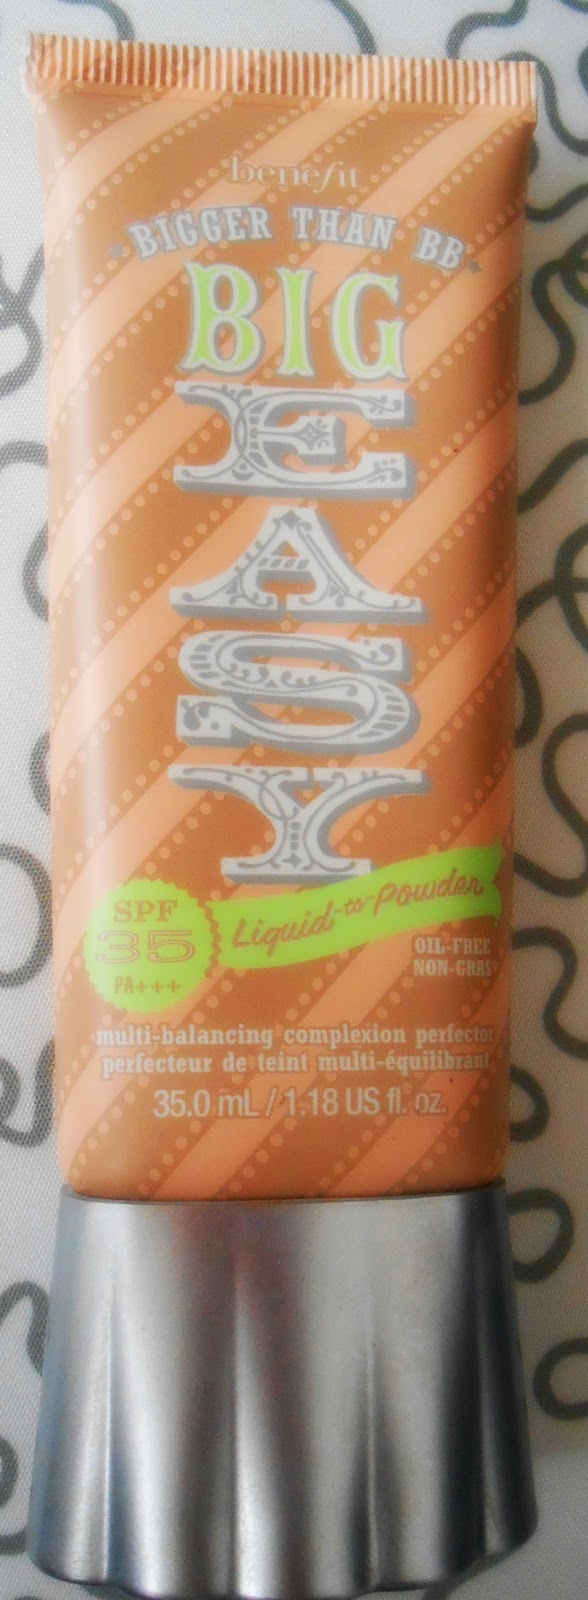 benefit
BIGGER THAN BB
BIG
EASY
SPF
35
PA+++
Liquid-to-Powder
OIL-FREE
NON-GRAS
multi-balancing complexion perfector
perfecteur de teint multi-équilibrant
35.0 mL / 1.18 US fl. oz.